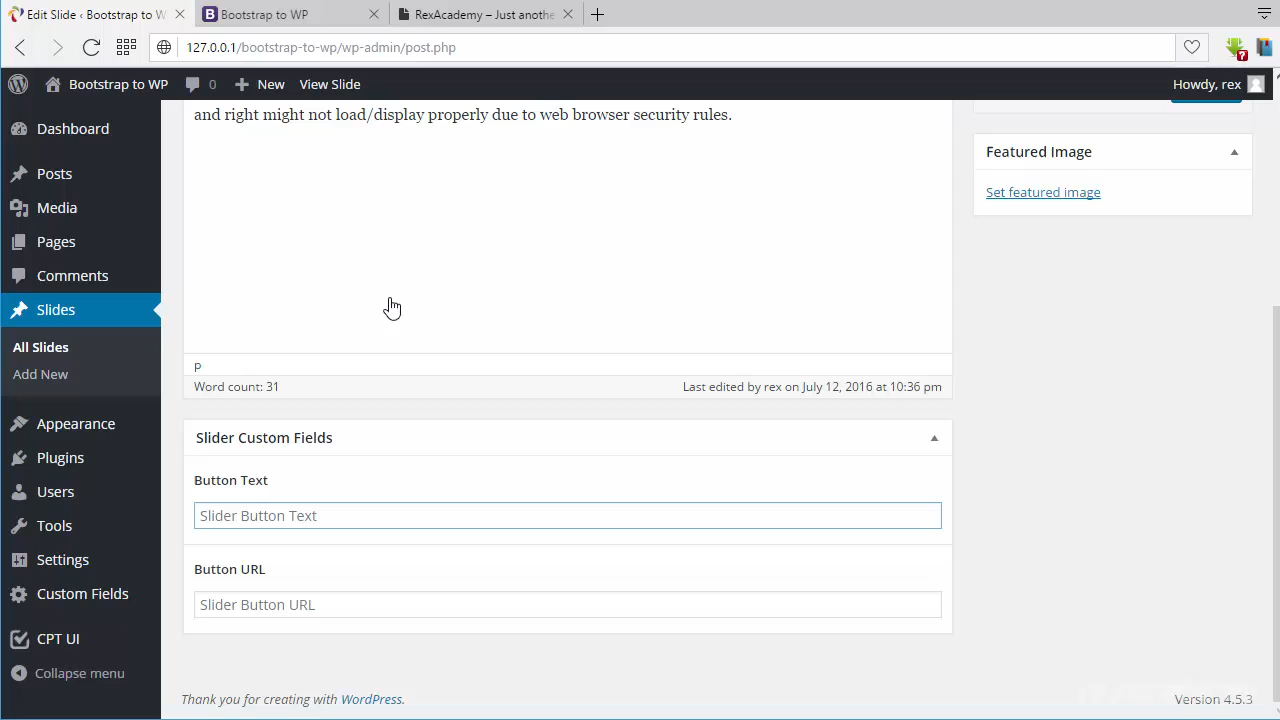 Edit Slide ‹ Bootstrap to W
Bootstrap to WP
RexAcademy – Just anothe
127.0.0.1/bootstrap-to-wp/wp-admin/post.php
Bootstrap to WP
0
New
View Slide
Howdy, rex
Dashboard
Posts
Media
Pages
Comments
Slides
All Slides
Add New
Appearance
Plugins
Users
Tools
Settings
Custom Fields
CPT UI
Collapse menu
and right might not load/display properly due to web browser security rules.
p
Word count: 31
Last edited by rex on July 12, 2016 at 10:36 pm
Featured Image
Set featured image
Slider Custom Fields
Button Text
Slider Button Text
Button URL
Slider Button URL
Thank you for creating with WordPress.
Version 4.5.3